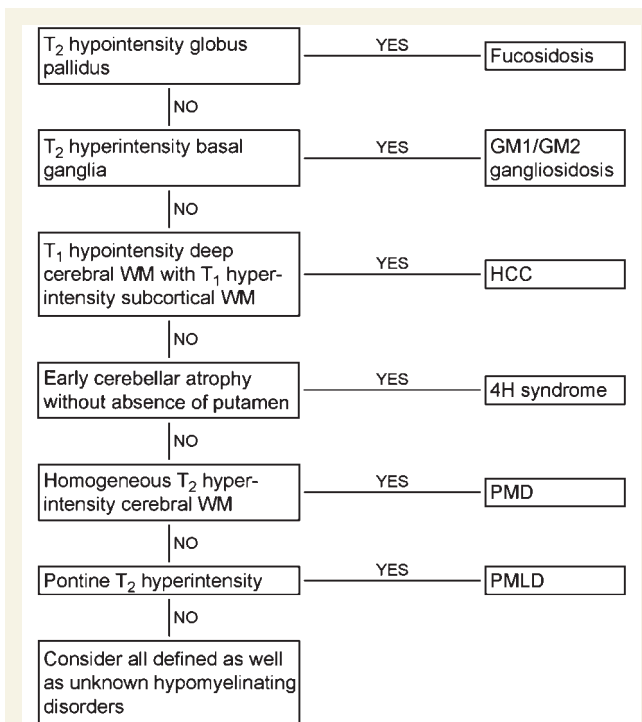 T₂ hypointensity globus
pallidus
YES
Fucosidosis
NO
T₂ hyperintensity basal
ganglia
YES
GM1/GM2
gangliosidosis
NO
T₁ hypointensity deep
cerebral WM with T₁ hyper-
intensity subcortical WM
YES
HCC
NO
Early cerebellar atrophy
without absence of putamen
YES
4H syndrome
NO
Homogeneous T₂ hyper-
intensity cerebral WM
YES
PMD
NO
Pontine T₂ hyperintensity
YES
PMLD
NO
Consider all defined as well
as unknown hypomyelinating
disorders